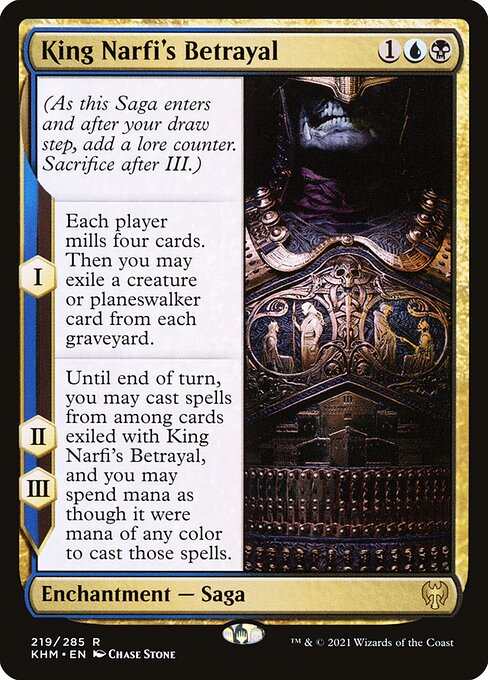 King Narfi's Betrayal 1
(As this Saga enters
and after your draw
step, add a lore counter.
Sacrifice after III.)
I
Each player
mills four cards.
Then you may
exile a creature
or planeswalker
card from each
graveyard.
II
III
Until end of turn,
you may cast spells
from among cards
exiled with King
Narfi's Betrayal,
and you may
spend mana as
though it were
mana of any color
to cast those spells.
Enchantment — Saga
219/285 R
KHM • EN Chase Stone
™ & © 2021 Wizards of the Coast